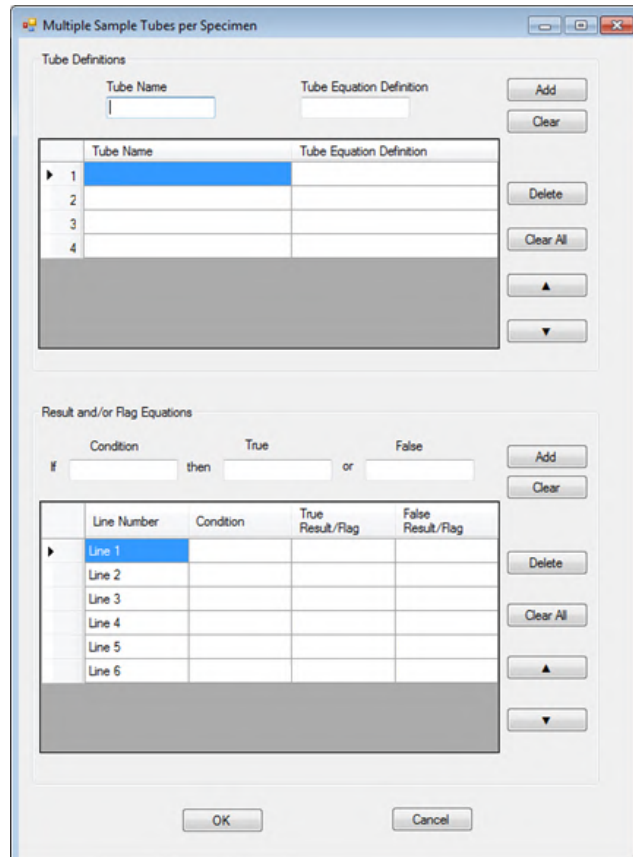 Multiple Sample Tubes per Specimen
Tube Definitions
Tube Name Tube Equation Definition
Add
Clear
Tube Name Tube Equation Definition
1
2
3
4
Delete
Clear All
▲
▼
Result and/or Flag Equations
Condition True False
If then or
Add
Clear
Line Number Condition True Result/Flag False Result/Flag
Line 1
Line 2
Line 3
Line 4
Line 5
Line 6
Delete
Clear All
▲
▼
OK Cancel